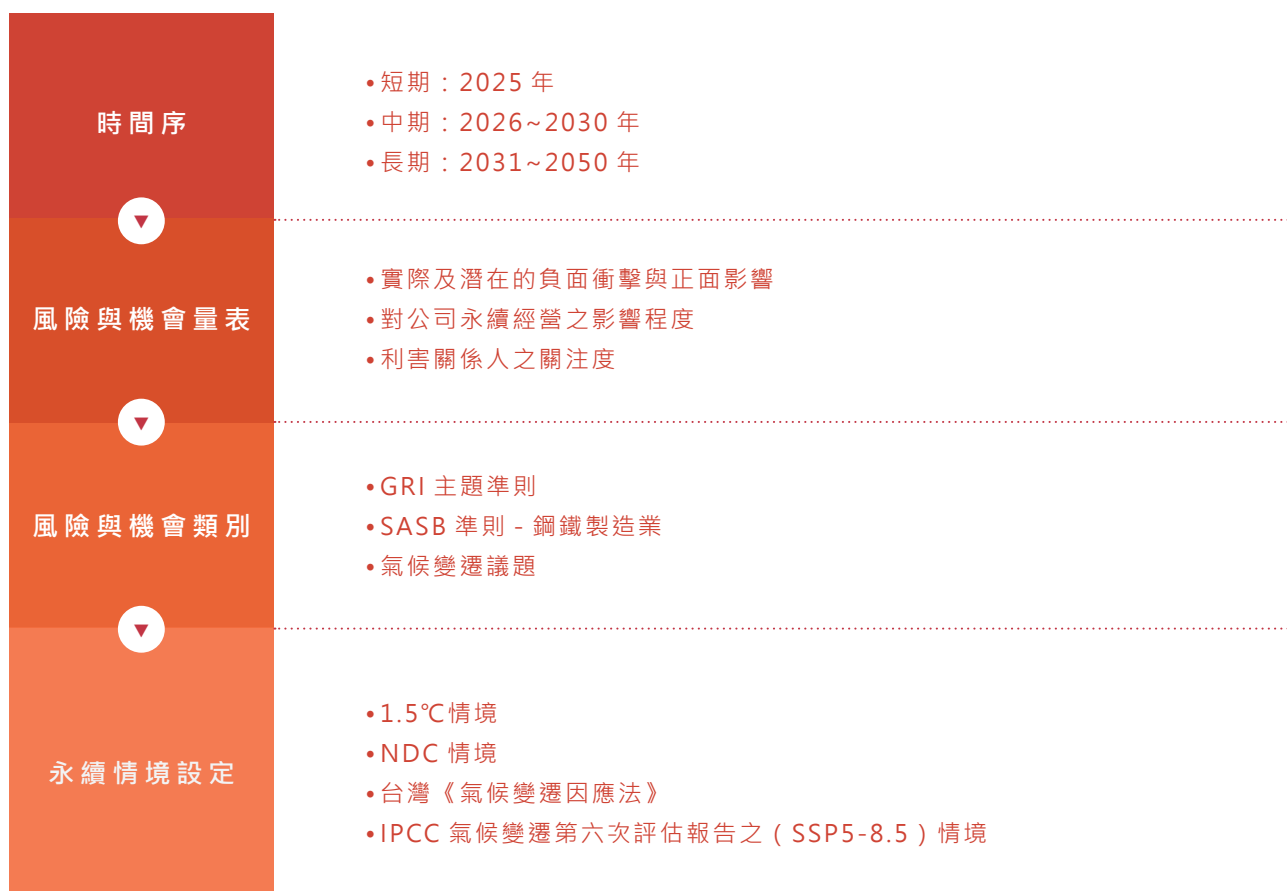 時間序
•短期：2025 年
•中期：2026~2030 年
•長期：2031~2050 年
風險與機會量表
•實際及潛在的負面衝擊與正面影響
•對公司永續經營之影響程度
•利害關係人之關注度
風險與機會類別
•GRI 主題準則
•SASB 準則 - 鋼鐵製造業
•氣候變遷議題
永續情境設定
•1.5℃情境
•NDC 情境
•台灣《氣候變遷因應法》
•IPCC 氣候變遷第六次評估報告之（SSP5-8.5）情境